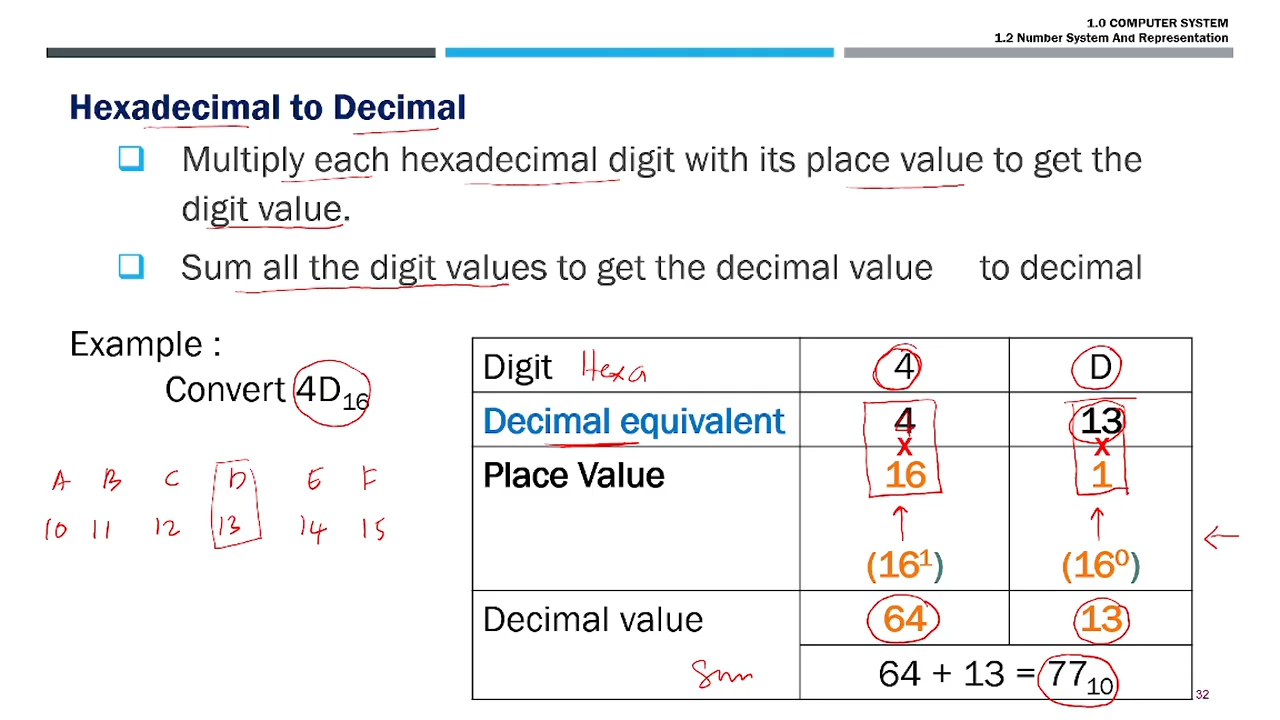 1.0 COMPUTER SYSTEM
1.2 Number System And Representation
Hexadecimal to Decimal
Multiply each hexadecimal digit with its place value to get the
digit value.
Sum all the digit values to get the decimal value to decimal
Example :
Convert 4D₁₆
A B C D E F
10 11 12 13 14 15
Digit Hexa 4 D
Decimal equivalent 4 13
x x
Place Value 16 1
(16¹) (16⁰)
Decimal value 64 13
Sum 64 + 13 = 77₁₀
32